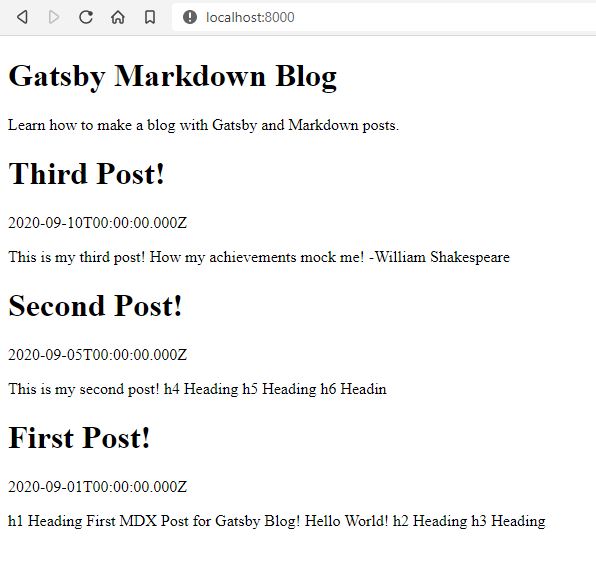 localhost:8000
Gatsby Markdown Blog
Learn how to make a blog with Gatsby and Markdown posts.
Third Post!
2020-09-10T00:00:00.000Z
This is my third post! How my achievements mock me! -William Shakespeare
Second Post!
2020-09-05T00:00:00.000Z
This is my second post! h4 Heading h5 Heading h6 Headin
First Post!
2020-09-01T00:00:00.000Z
h1 Heading First MDX Post for Gatsby Blog! Hello World! h2 Heading h3 Heading